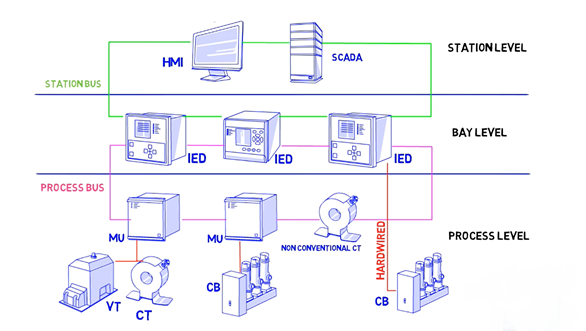 STATION LEVEL
HMI
SCADA
STATION BUS
BAY LEVEL
IED
IED
IED
PROCESS BUS
MU
MU
NON CONVENTIONAL CT
HARDWIRED
PROCESS LEVEL
VT
CT
CB
CB